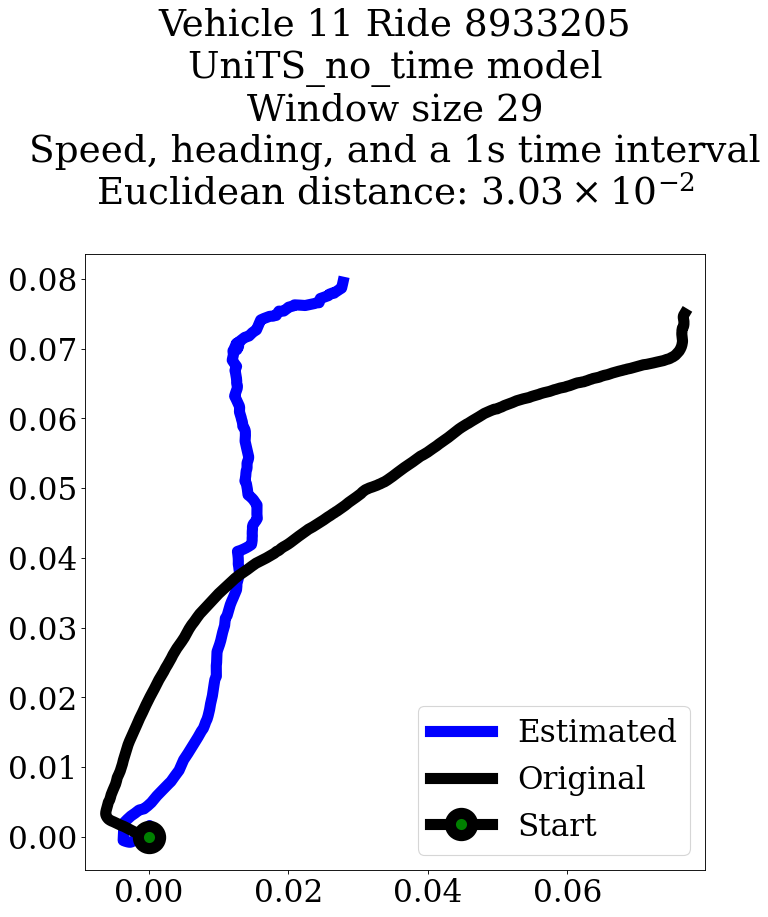 Vehicle 11 Ride 8933205
UniTS_no_time model
Window size 29
Speed, heading, and a 1s time interval
Euclidean distance: 3.03 × 10⁻²
0.08
0.07
0.06
0.05
0.04
0.03
0.02
0.01
0.00
Estimated
Original
Start
0.00 0.02 0.04 0.06